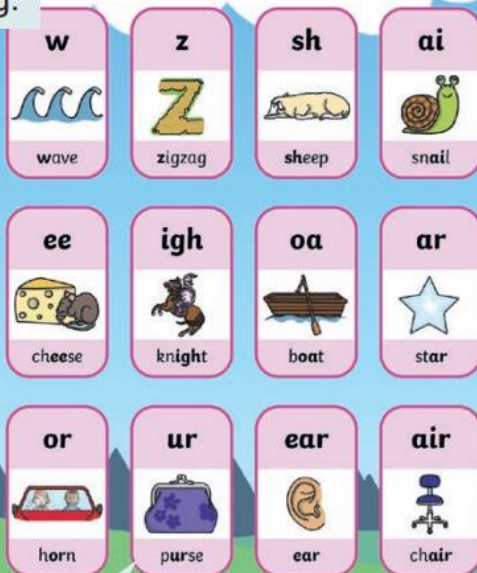 g.
w z sh ai
wave zigzag sheep snail
ee igh oa ar
cheese knight boat star
or ur ear air
horn purse ear chair